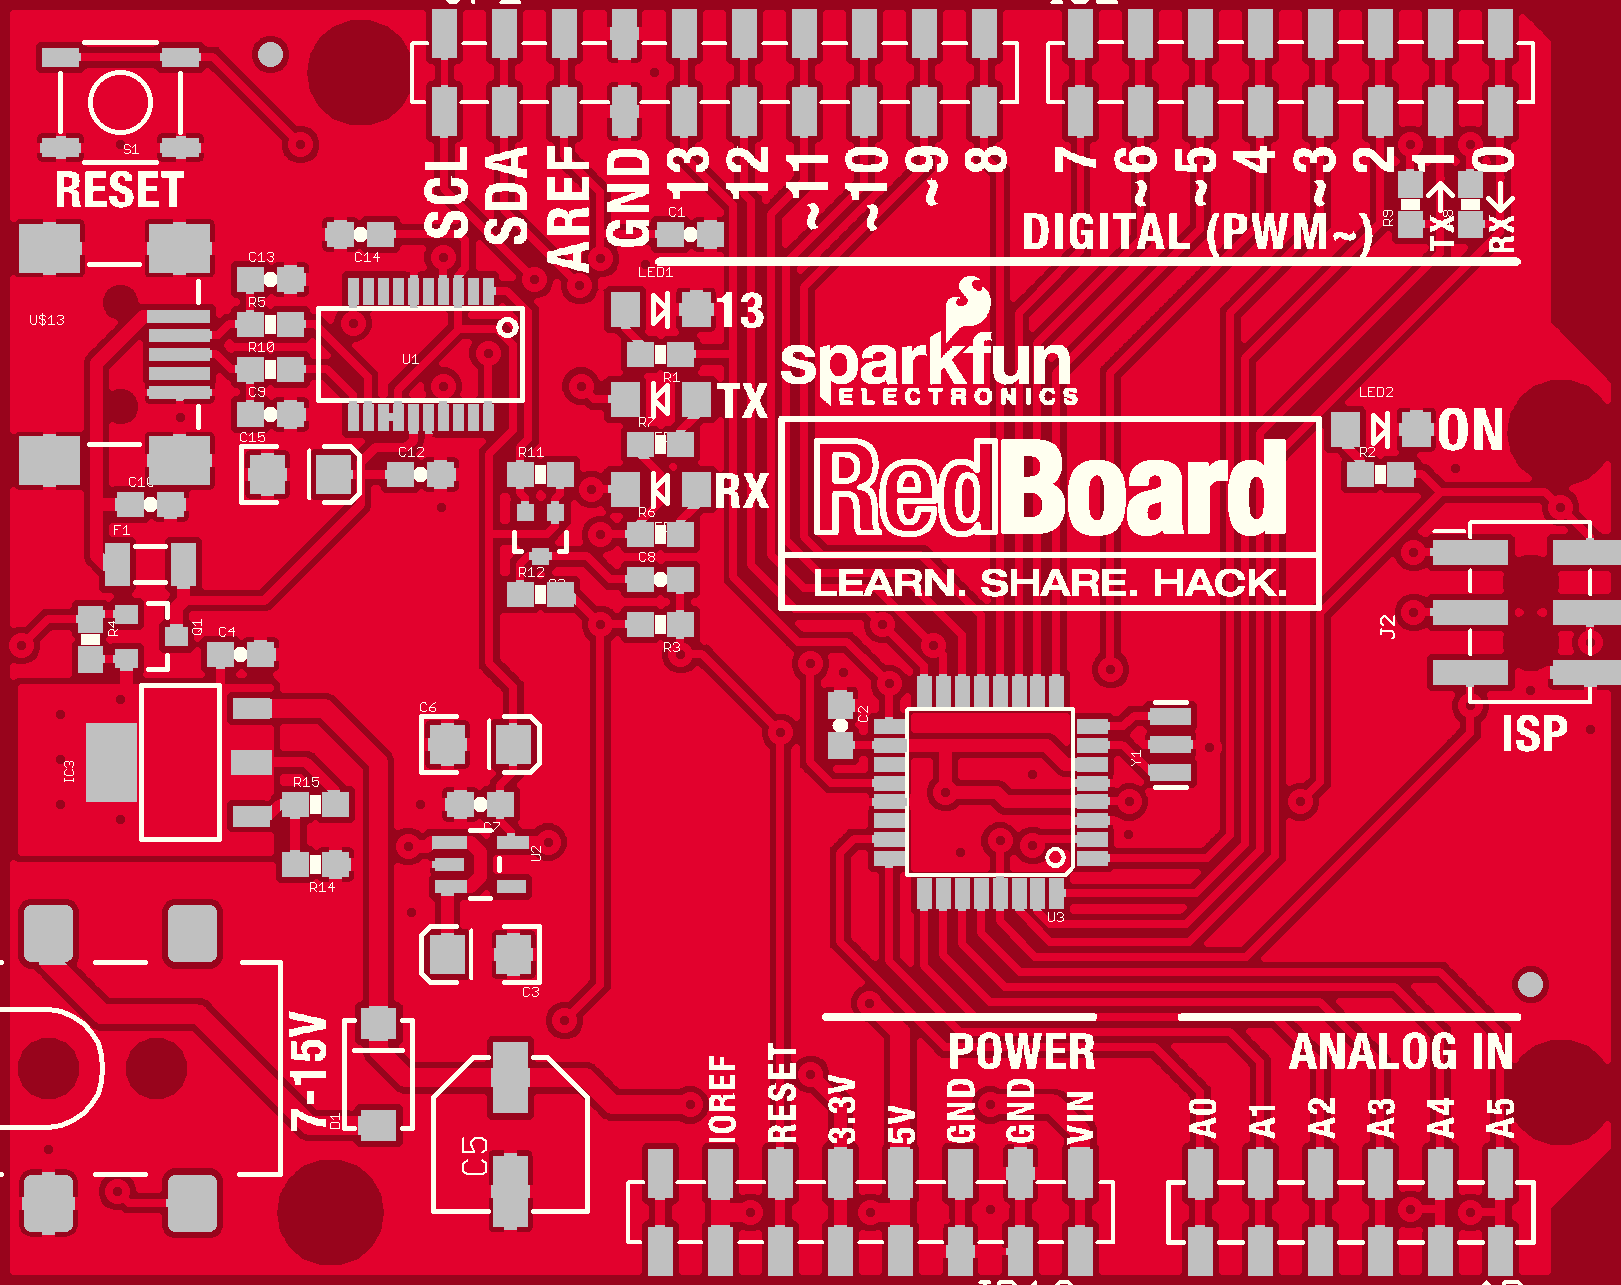 S1
RESET
SCL
SDA
AREF
GND
13
12
~11
~10
~9
8
7
~6
~5
4
~3
2
TX→1
RX←0
DIGITAL (PWM~)
R9
C1
C14
C13
R5
U$13
R10
C9
C15
U1
LED1
13
R1
TX
R7
RX
R6
C8
R3
sparkfun
ELECTRONICS
RedBoard
LEARN. SHARE. HACK.
LED2
ON
R2
C12
R11
R12
F1
R4
Q1
C4
J2
ISP
C6
C2
Y1
IC3
R15
R14
C7
U2
U3
C3
7-15V
D1
C5
POWER
ANALOG IN
IOREF
RESET
3.3V
5V
GND
GND
VIN
A0
A1
A2
A3
A4
A5